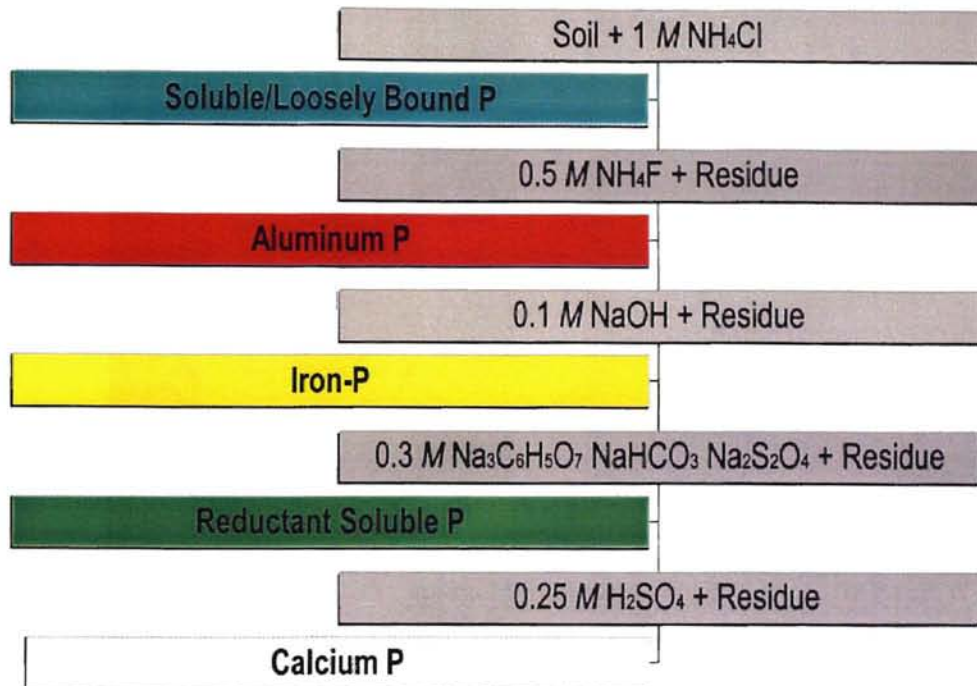 Soil + 1 M NH₄Cl
Soluble/Loosely Bound P
0.5 M NH₄F + Residue
Aluminum P
0.1 M NaOH + Residue
Iron-P
0.3 M Na₃C₆H₅O₇ NaHCO₃ Na₂S₂O₄ + Residue
Reductant Soluble P
0.25 M H₂SO₄ + Residue
Calcium P